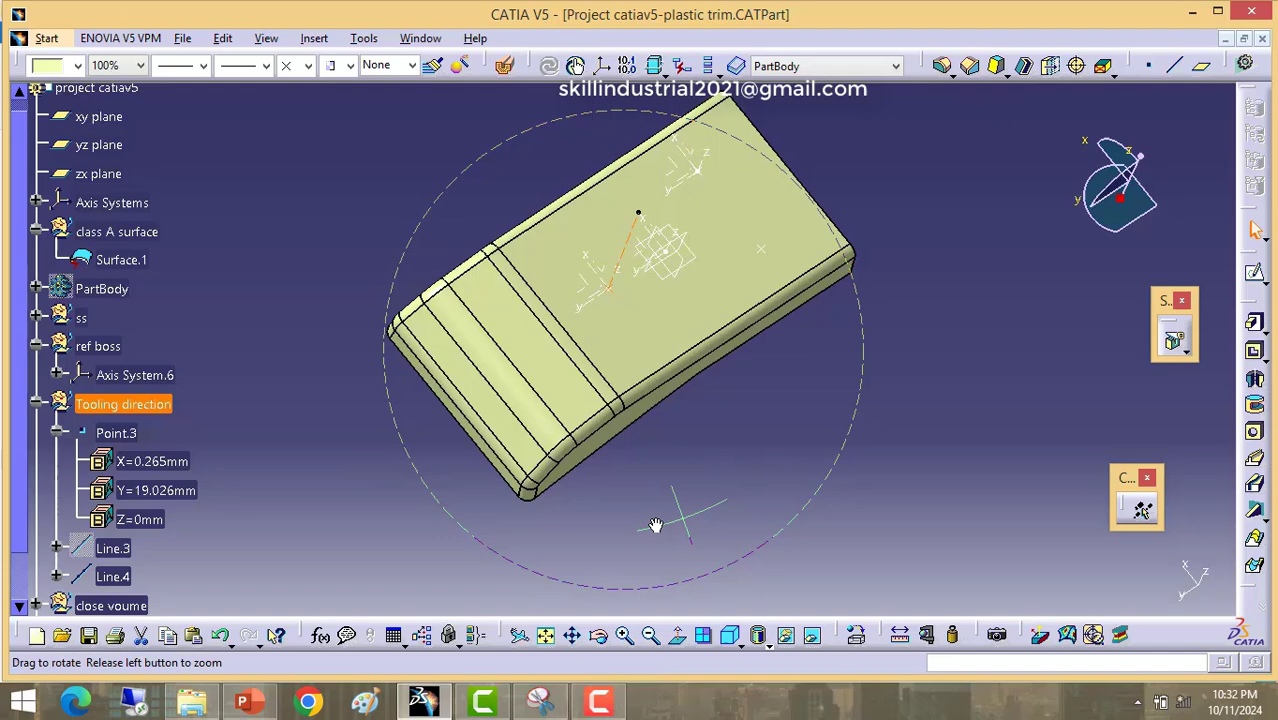 CATIA V5 - [Project catiav5-plastic trim.CATPart]
Start ENOVIA V5 VPM File Edit View Insert Tools Window Help
100% None PartBody
skillindustrial2021@gmail.com
project catiav5
xy plane
yz plane
zx plane
Axis Systems
class A surface
Surface.1
PartBody
ss
ref boss
Axis System.6
Tooling direction
Point.3
X=0.265mm
Y=19.026mm
Z=0mm
Line.3
Line.4
close voume
x
z
y
x
z
y
x
z
y
x
z
y
S..
C...
x
z
y
CATIA
Drag to rotate Release left button to zoom
10:32 PM
10/11/2024